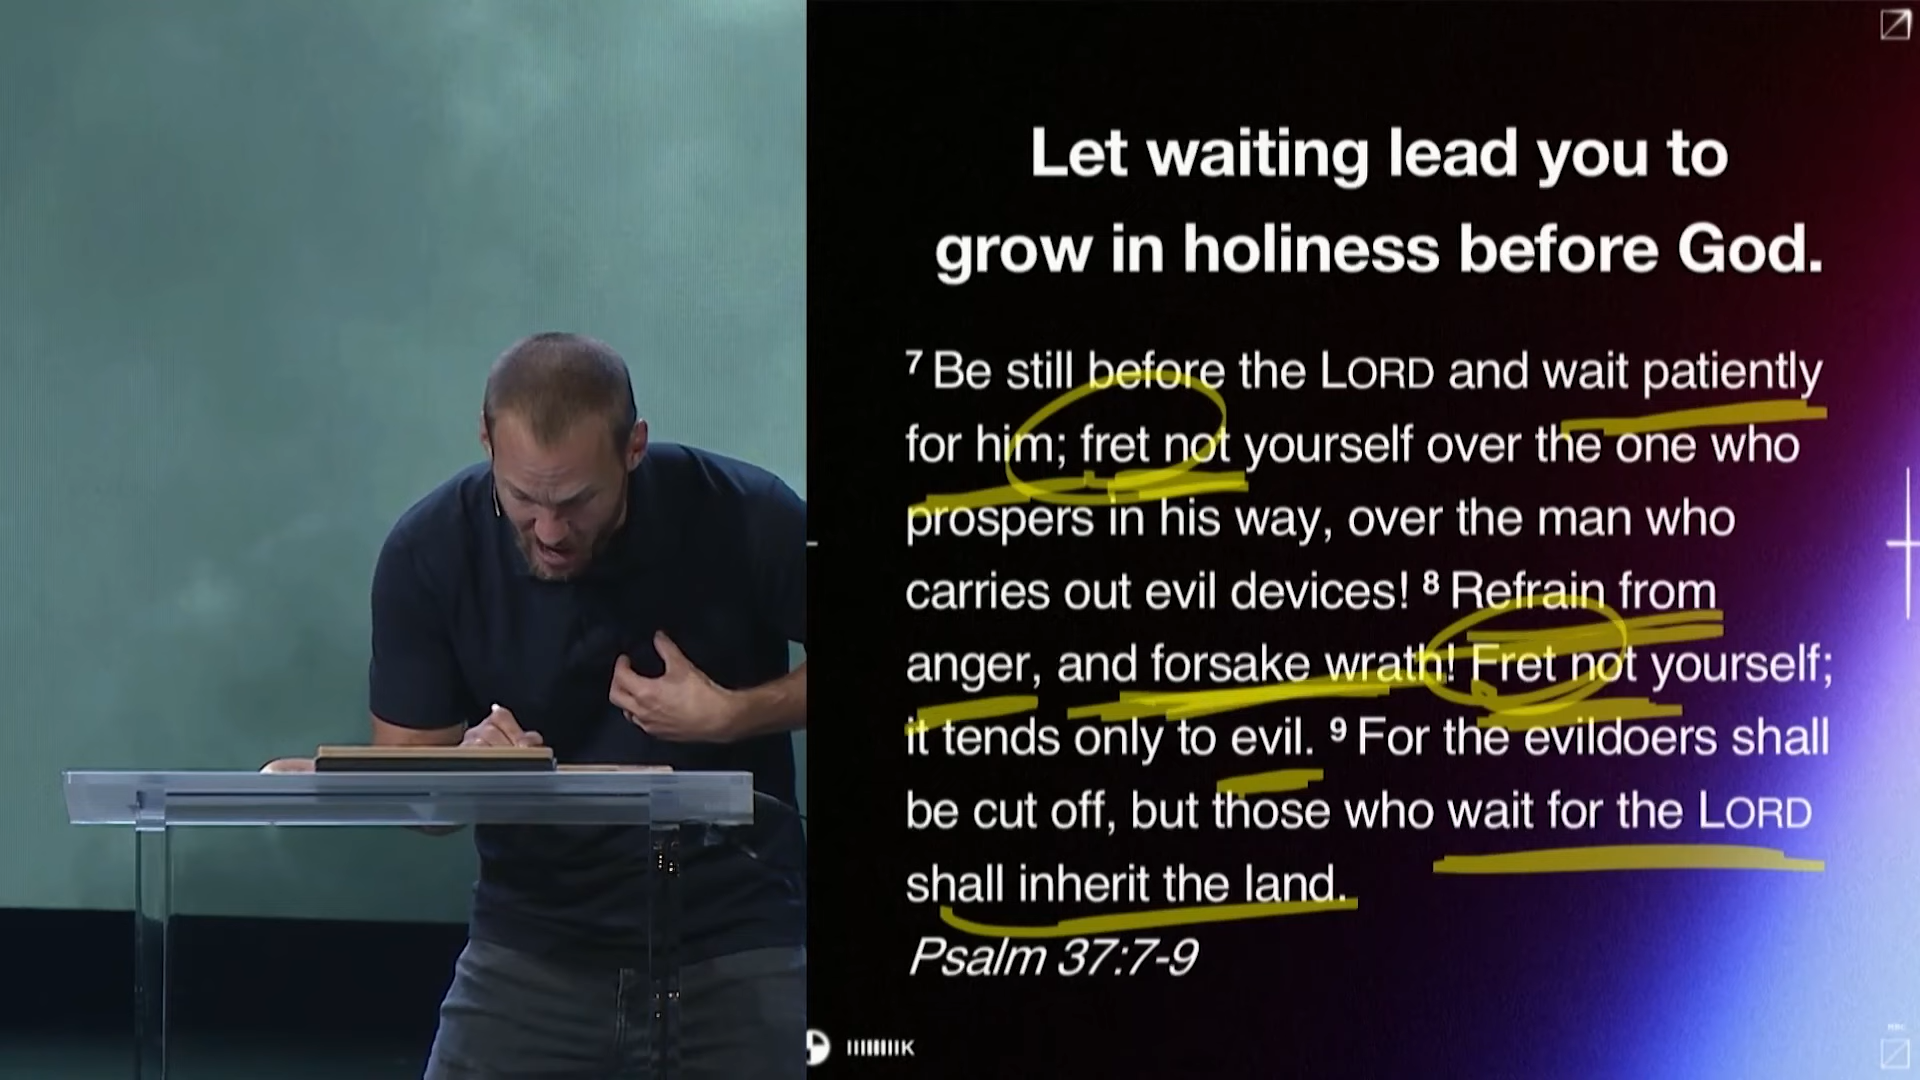 Let waiting lead you to
grow in holiness before God.
⁷ Be still before the LORD and wait patiently
for him; fret not yourself over the one who
prospers in his way, over the man who
carries out evil devices! ⁸ Refrain from
anger, and forsake wrath! Fret not yourself;
it tends only to evil. ⁹ For the evildoers shall
be cut off, but those who wait for the LORD
shall inherit the land.
Psalm 37:7-9